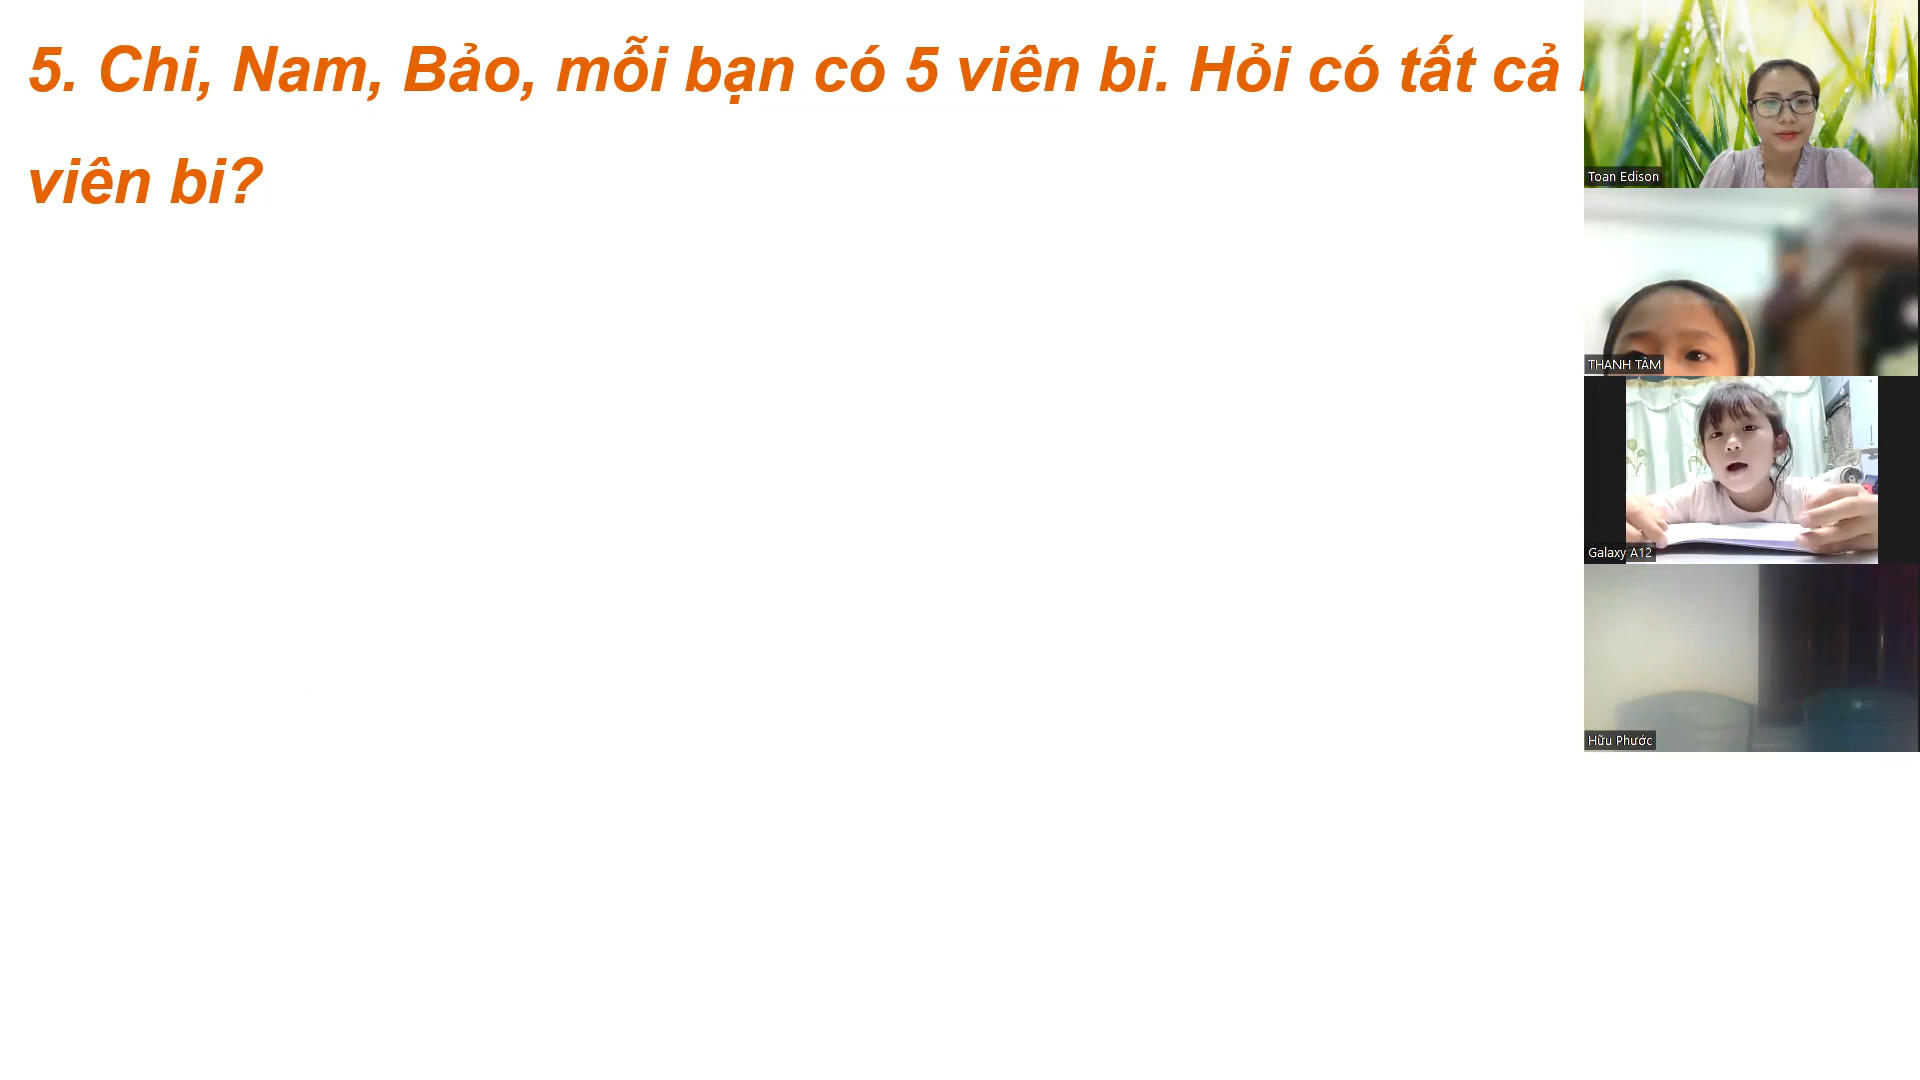 5. Chi, Nam, Bảo, mỗi bạn có 5 viên bi. Hỏi có tất cả
viên bi?
Toan Edison
THANH TÂM
Galaxy A12
Hữu Phước